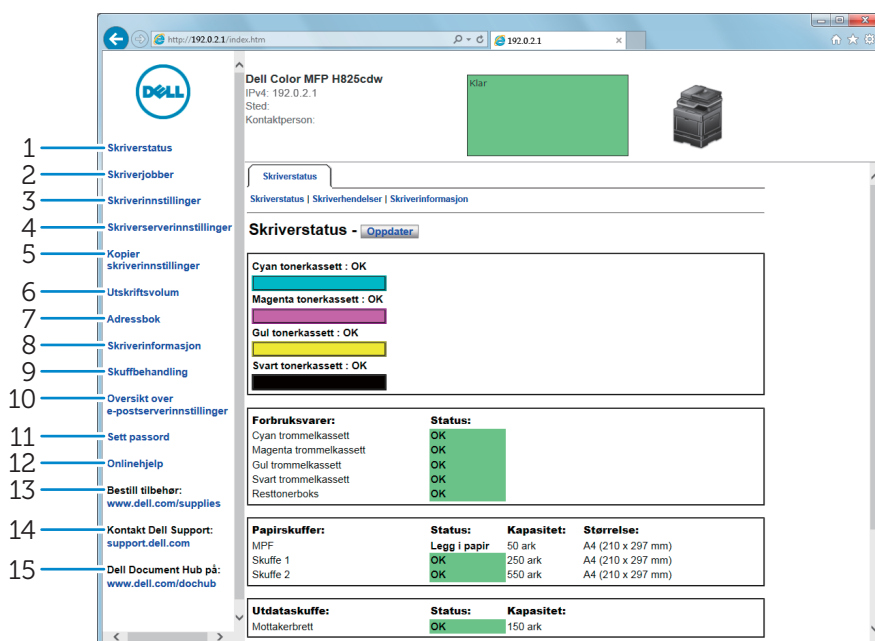 http://192.0.2.1/index.htm
192.0.2.1
DELL
Dell Color MFP H825cdw
IPv4: 192.0.2.1
Sted:
Kontaktperson:
Klar
1 Skriverstatus
2 Skriverjobber
3 Skriverinnstillinger
4 Skriverserverinnstillinger
5 Kopier
skriverinnstillinger
6 Utskriftsvolum
7 Adressbok
8 Skriverinformasjon
9 Skuffbehandling
10 Oversikt over
e-postserverinnstillinger
11 Sett passord
12 Onlinehjelp
13 Bestill tilbehør:
www.dell.com/supplies
14 Kontakt Dell Support:
support.dell.com
15 Dell Document Hub på:
www.dell.com/dochub
Skriverstatus
Skriverstatus | Skriverhendelser | Skriverinformasjon
Skriverstatus - Oppdater
Cyan tonerkassett : OK
Magenta tonerkassett : OK
Gul tonerkassett : OK
Svart tonerkassett : OK
Forbruksvarer: Status:
Cyan trommelkassett OK
Magenta trommelkassett OK
Gul trommelkassett OK
Svart trommelkassett OK
Resttonerboks OK
Papirskuffer: Status: Kapasitet: Størrelse:
MPF Legg i papir 50 ark A4 (210 x 297 mm)
Skuffe 1 OK 250 ark A4 (210 x 297 mm)
Skuffe 2 OK 550 ark A4 (210 x 297 mm)
Utdataskuffe: Status: Kapasitet:
Mottakerbrett OK 150 ark